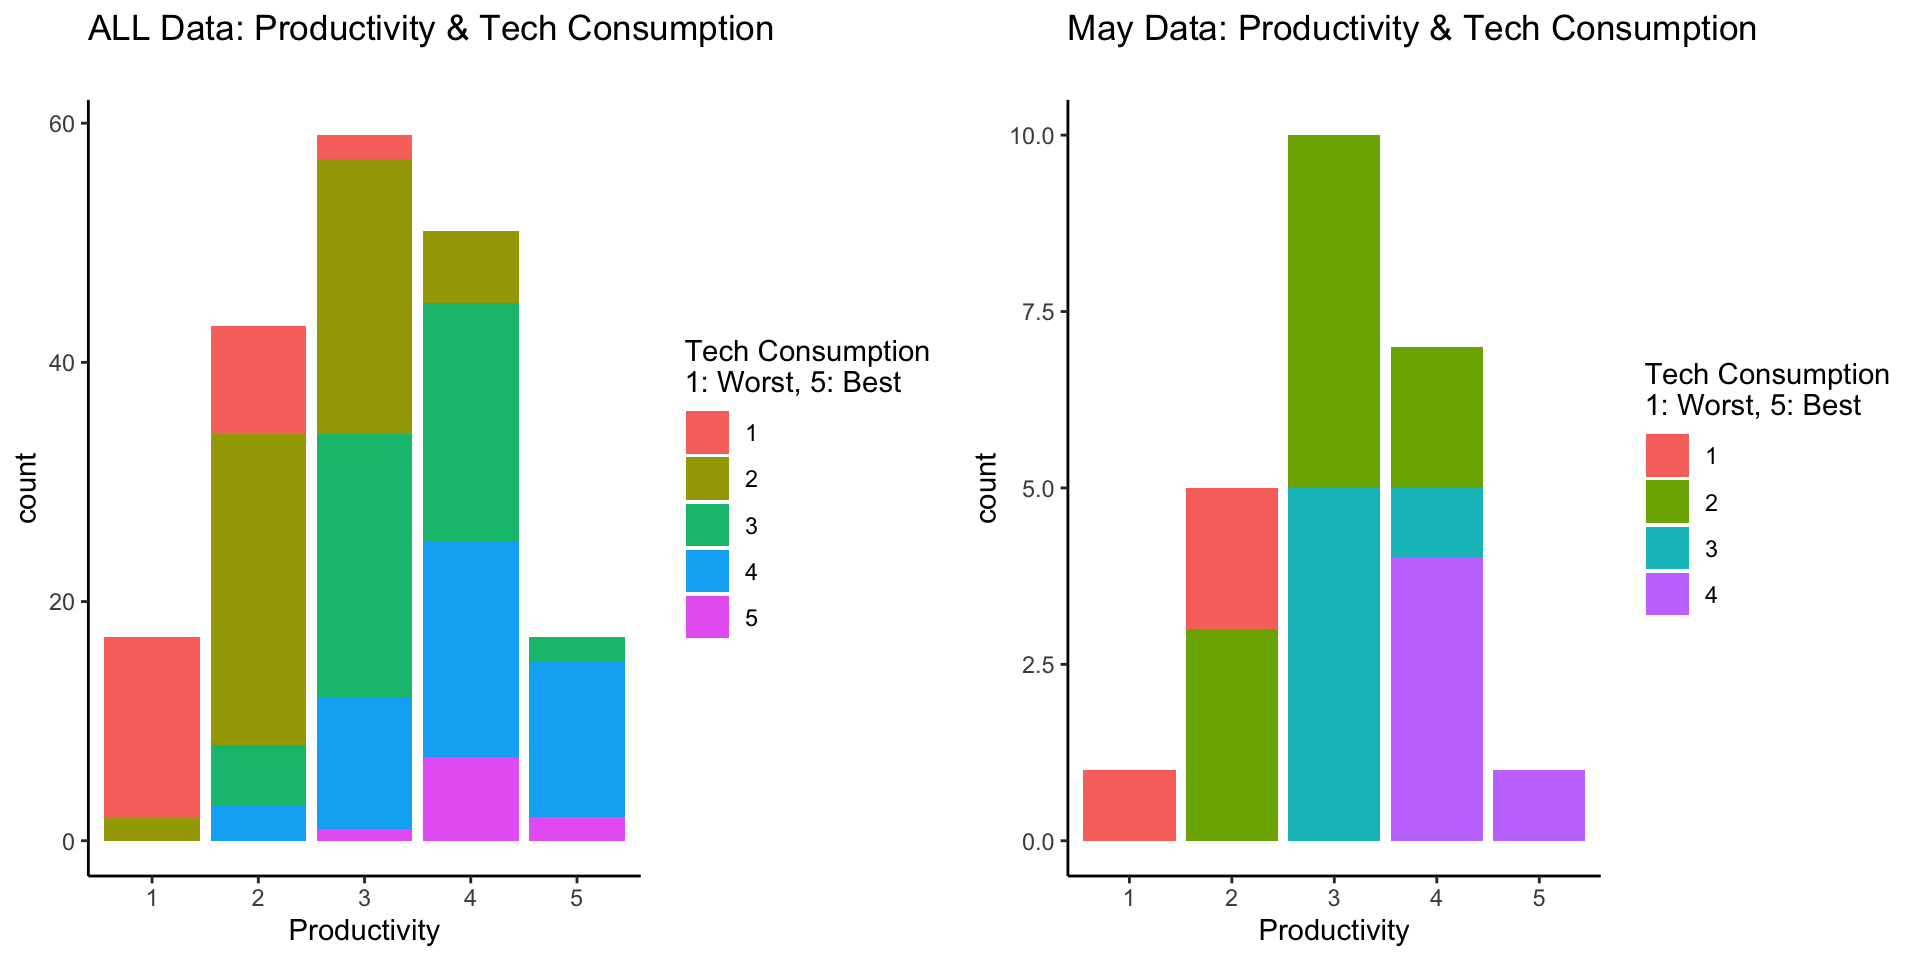 ALL Data: Productivity & Tech Consumption
60
40
20
0
count
1 2 3 4 5
Productivity
Tech Consumption
1: Worst, 5: Best
1
2
3
4
5
May Data: Productivity & Tech Consumption
10.0
7.5
5.0
2.5
0.0
count
1 2 3 4 5
Productivity
Tech Consumption
1: Worst, 5: Best
1
2
3
4